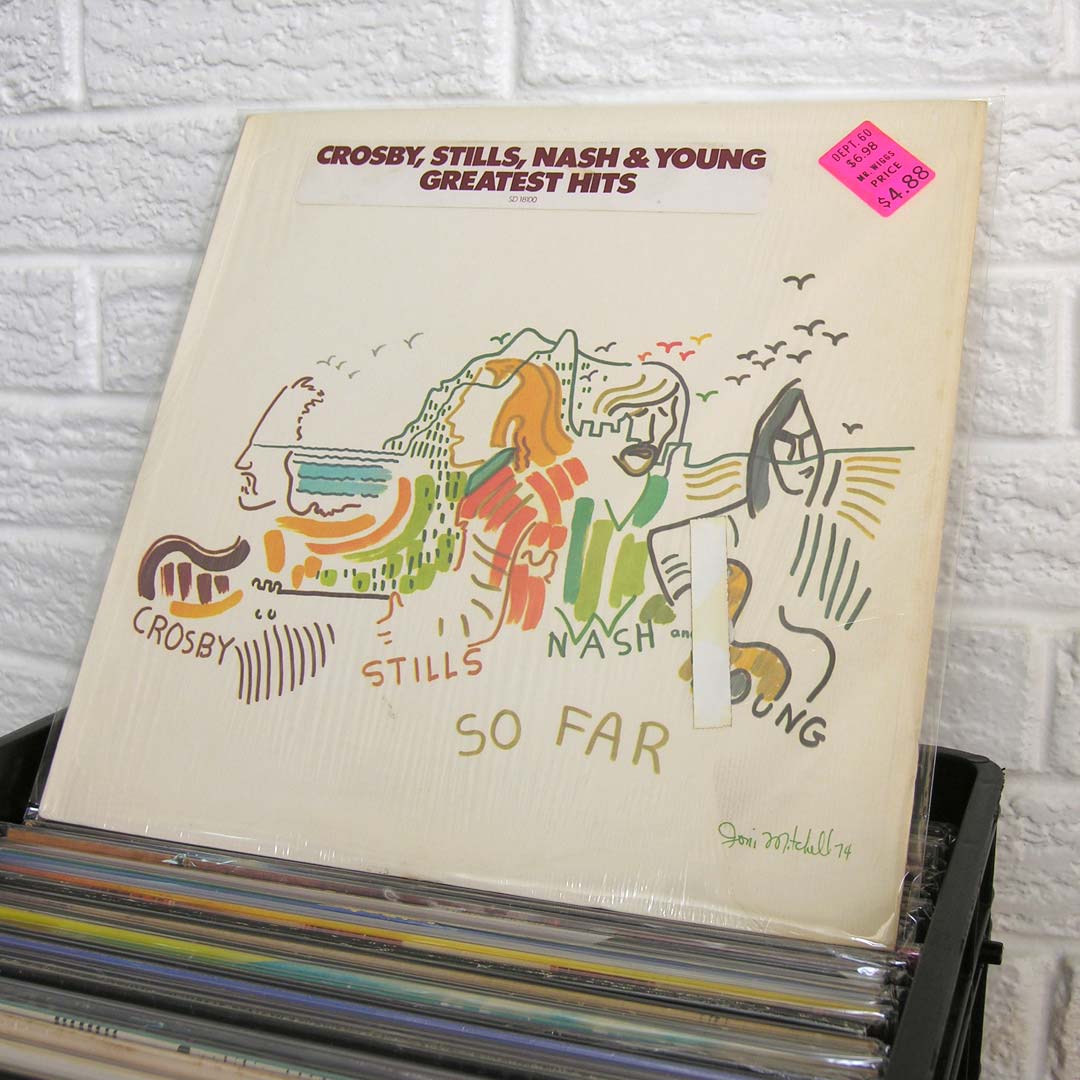 CROSBY, STILLS, NASH & YOUNG
GREATEST HITS
SD 18100
DEPT. 60
$6.98
MR. WIGGS
PRICE
$4.88
CROSBY
STILLS
NASH and
YOUNG
SO FAR
Joni Mitchell 74